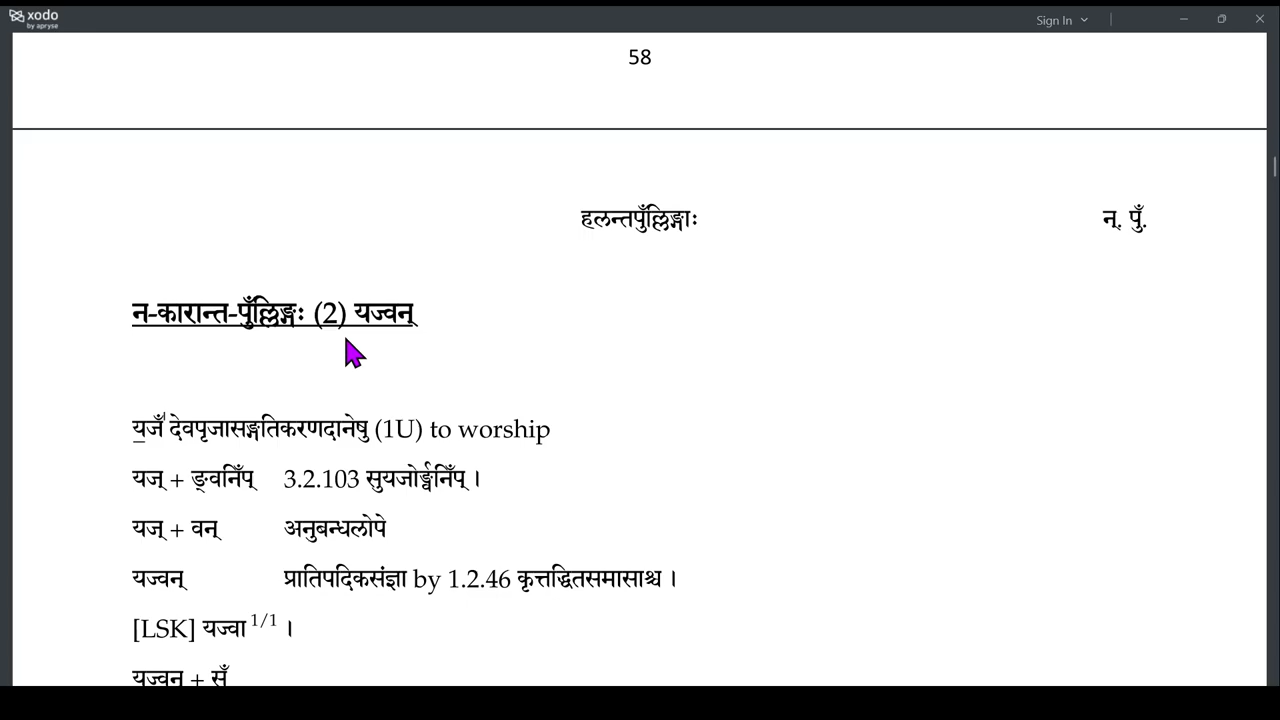 xodo
by apryse
Sign In
58
हलन्तपुँल्लिङ्गाः
न्. पुँ.
न-कारान्त-पुँल्लिङ्गः (2) यज्वन्
यजँ॑ देवपूजासङ्गतिकरणदानेषु (1U) to worship
यज् + ङ्वनिँप् 3.2.103 सुयजोर्ङ्वनिँप् ।
यज् + वन् अनुबन्धलोपे
यज्वन् प्रातिपदिकसंज्ञा by 1.2.46 कृत्तद्धितसमासाश्च ।
[LSK] यज्वा 1/1 ।
यज्वन् + सुँ